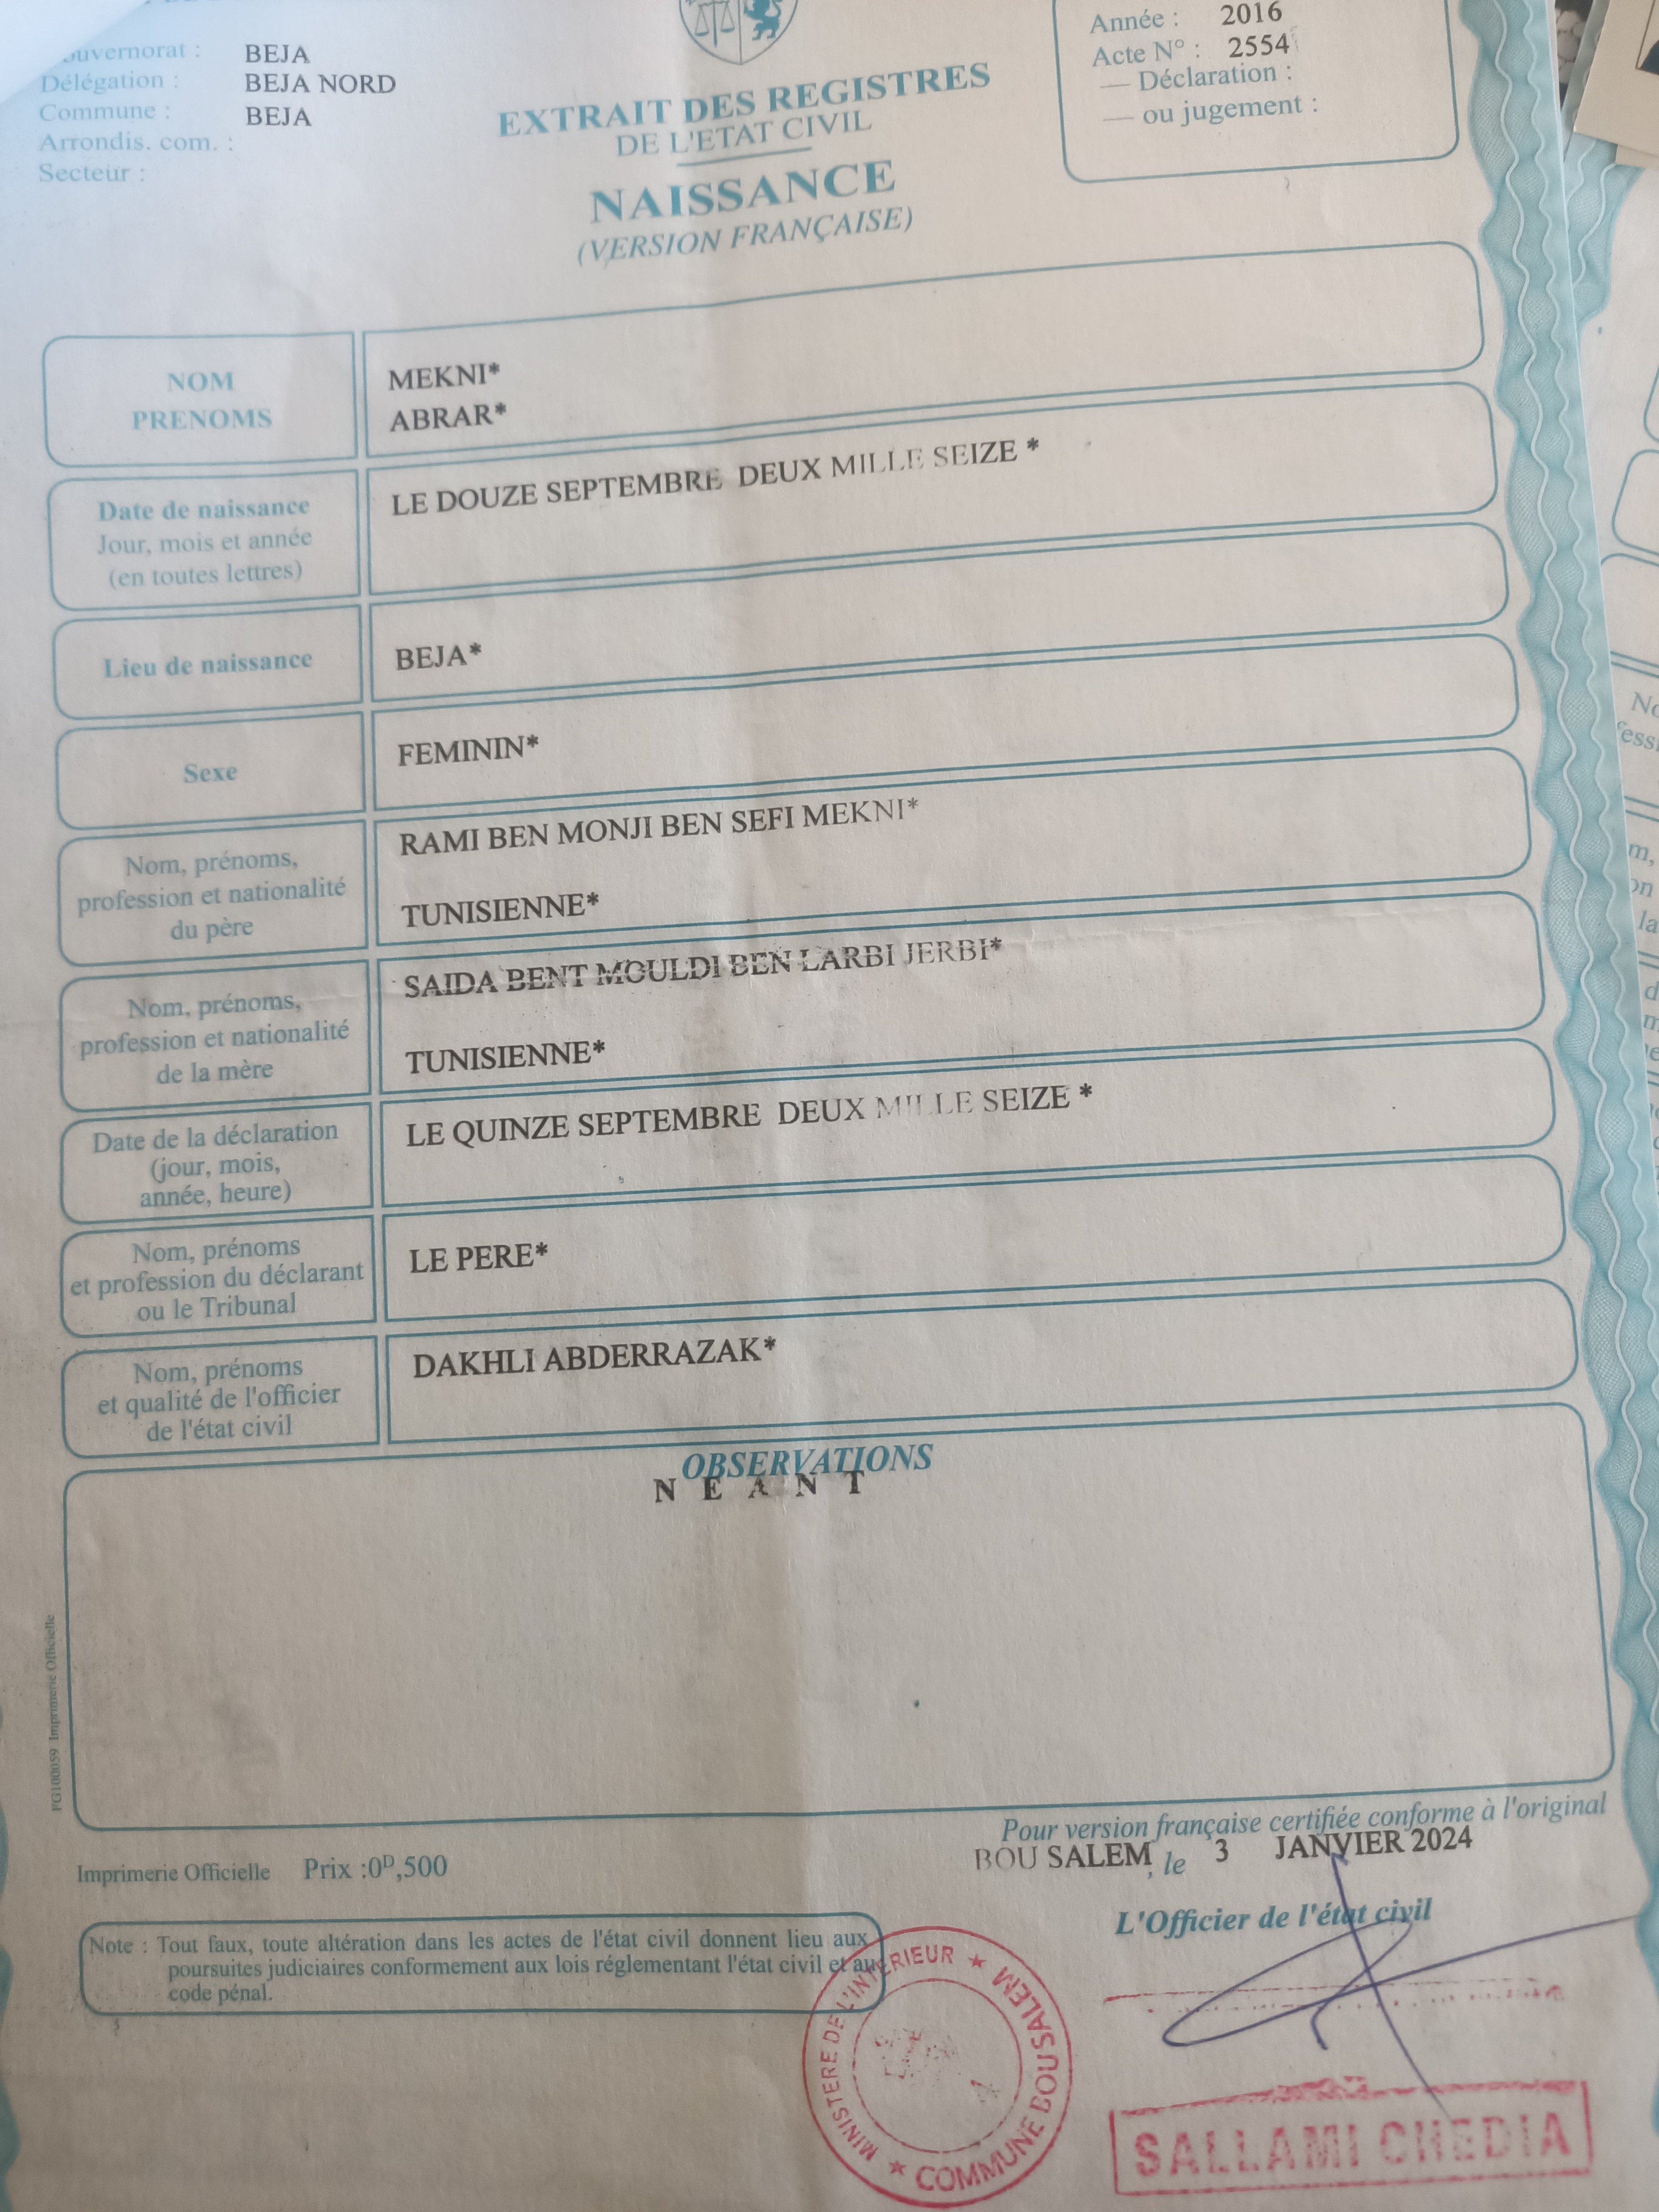 Gouvernorat : BEJA
Délégation : BEJA NORD
Commune : BEJA
Arrondis. com. :
Secteur :
EXTRAIT DES REGISTRES
DE L'ETAT CIVIL
NAISSANCE
(VERSION FRANÇAISE)
Année : 2016
Acte N° : 2554
— Déclaration :
— ou jugement :
NOM
PRENOMS
MEKNI*
ABRAR*
Date de naissance
Jour, mois et année
(en toutes lettres)
LE DOUZE SEPTEMBRE DEUX MILLE SEIZE *
Lieu de naissance
BEJA*
Sexe
FEMININ*
Nom, prénoms,
profession et nationalité
du père
RAMI BEN MONJI BEN SEFI MEKNI*
TUNISIENNE*
Nom, prénoms,
profession et nationalité
de la mère
SAIDA BENT MOULDI BEN LARBI JERBI*
TUNISIENNE*
Date de la déclaration
(jour, mois,
année, heure)
LE QUINZE SEPTEMBRE DEUX MILLE SEIZE *
Nom, prénoms
et profession du déclarant
ou le Tribunal
LE PERE*
Nom, prénoms
et qualité de l'officier
de l'état civil
DAKHLI ABDERRAZAK*
OBSERVATIONS
N E A N T
PG100059 Imprimerie Officielle
Pour version française certifiée conforme à l'original
BOU SALEM, le 3 JANVIER 2024
Imprimerie Officielle Prix :0D,500
L'Officier de l'état civil
Note : Tout faux, toute altération dans les actes de l'état civil donnent lieu aux
poursuites judiciaires conformement aux lois réglementant l'état civil et au
code pénal.
MINISTERE DE L'INTERIEUR ★ COMMUNE BOUSALEM ★
SALLAMI CHEDIA